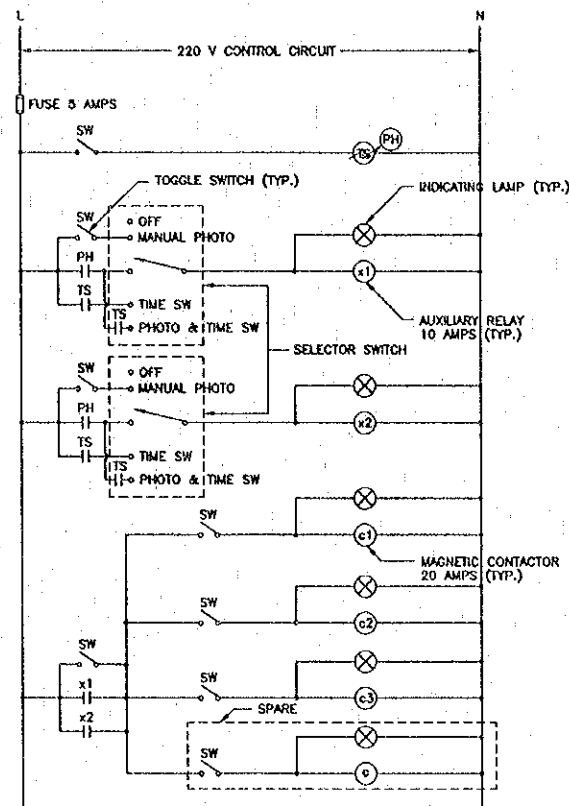 L N
220 V CONTROL CIRCUIT
FUSE 5 AMPS
SW
TS PH
TOGGLE SWITCH (TYP.)
INDICATING LAMP (TYP.)
SW
OFF
MANUAL PHOTO
PH
x1
TS
TIME SW
AUXILIARY RELAY
10 AMPS (TYP.)
TS
PHOTO & TIME SW
SELECTOR SWITCH
SW
OFF
MANUAL PHOTO
PH
x2
TS
TIME SW
TS
PHOTO & TIME SW
SW
c1
MAGNETIC CONTACTOR
20 AMPS (TYP.)
SW
c2
SW
x1
SW
c3
x2
SPARE
SW
c